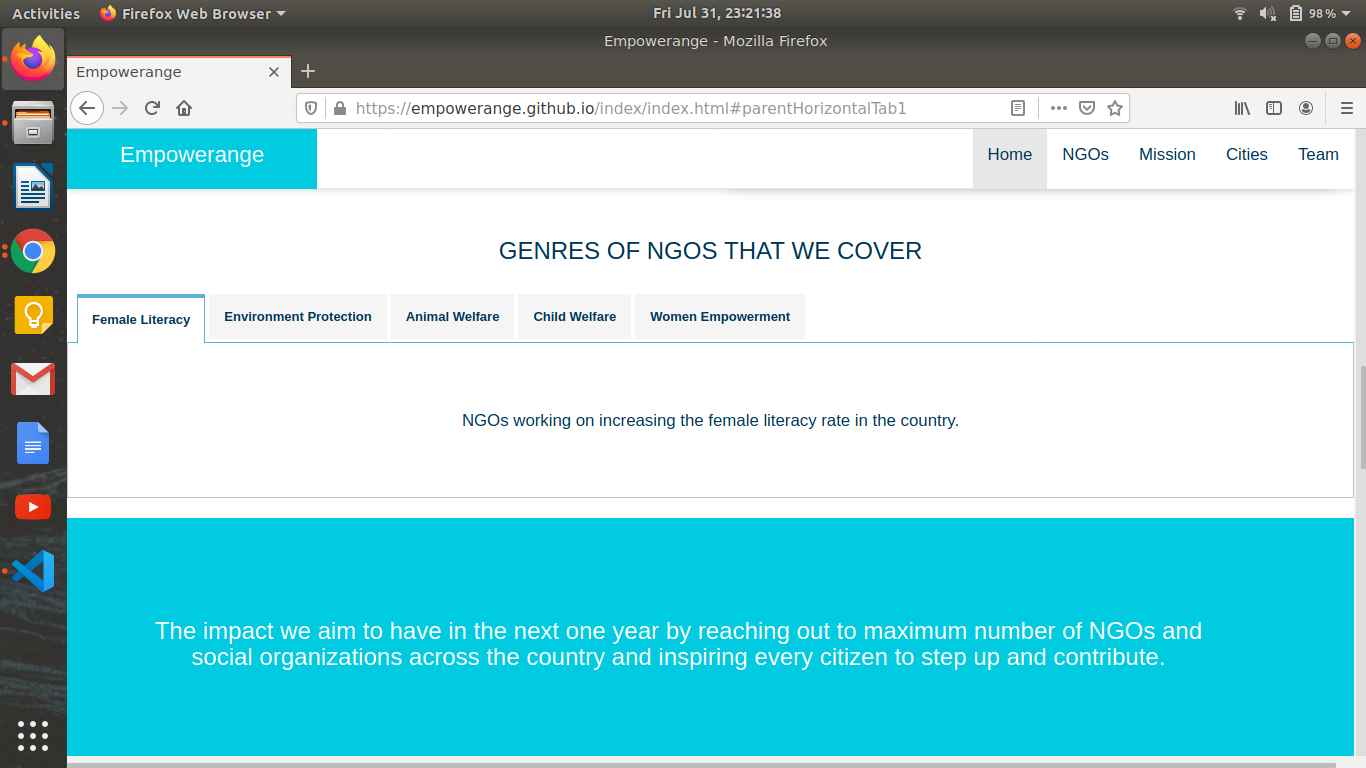 Activities Firefox Web Browser Fri Jul 31, 23:21:38 98%
Empowerange - Mozilla Firefox
Empowerange
https://empowerange.github.io/index/index.html#parentHorizontalTab1
Empowerange Home NGOs Mission Cities Team
GENRES OF NGOS THAT WE COVER
Female Literacy Environment Protection Animal Welfare Child Welfare Women Empowerment
NGOs working on increasing the female literacy rate in the country.
The impact we aim to have in the next one year by reaching out to maximum number of NGOs and
social organizations across the country and inspiring every citizen to step up and contribute.